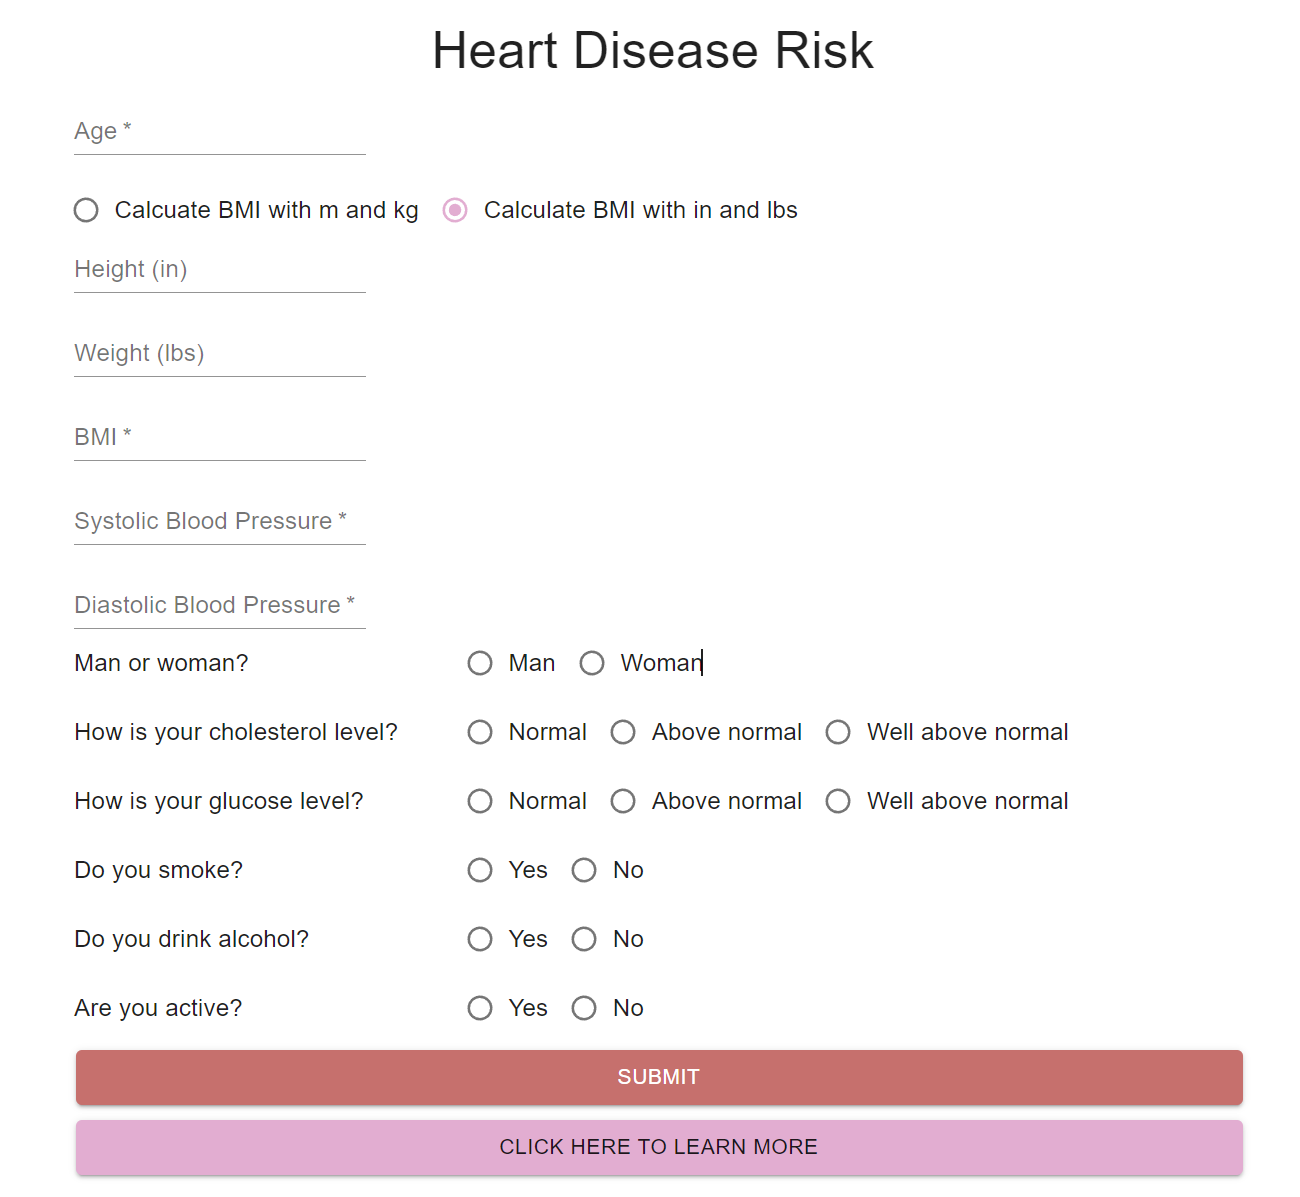 Heart Disease Risk
Age *
Calcuate BMI with m and kg Calculate BMI with in and lbs
Height (in)
Weight (lbs)
BMI *
Systolic Blood Pressure *
Diastolic Blood Pressure *
Man or woman? Man Woman
How is your cholesterol level? Normal Above normal Well above normal
How is your glucose level? Normal Above normal Well above normal
Do you smoke? Yes No
Do you drink alcohol? Yes No
Are you active? Yes No
SUBMIT
CLICK HERE TO LEARN MORE